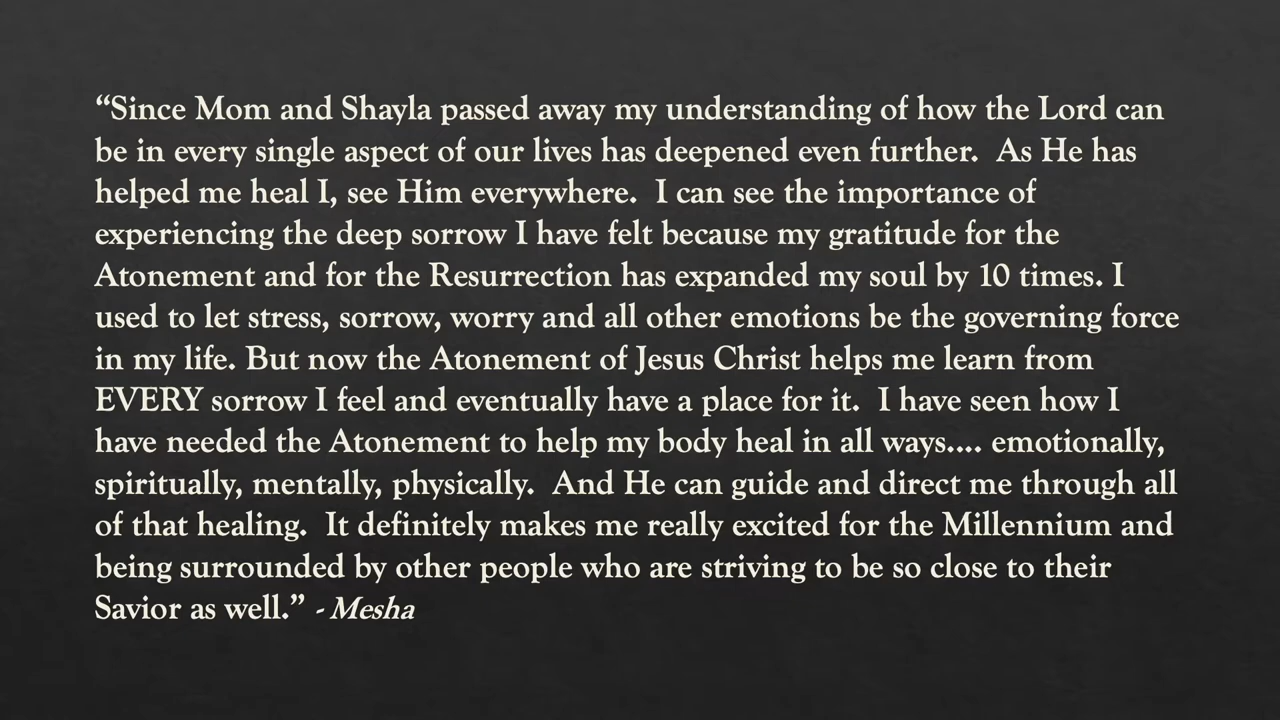 “Since Mom and Shayla passed away my understanding of how the Lord can
be in every single aspect of our lives has deepened even further.  As He has
helped me heal I, see Him everywhere.  I can see the importance of
experiencing the deep sorrow I have felt because my gratitude for the
Atonement and for the Resurrection has expanded my soul by 10 times. I
used to let stress, sorrow, worry and all other emotions be the governing force
in my life. But now the Atonement of Jesus Christ helps me learn from
EVERY sorrow I feel and eventually have a place for it.  I have seen how I
have needed the Atonement to help my body heal in all ways…. emotionally,
spiritually, mentally, physically.  And He can guide and direct me through all
of that healing.  It definitely makes me really excited for the Millennium and
being surrounded by other people who are striving to be so close to their
Savior as well.” - Mesha